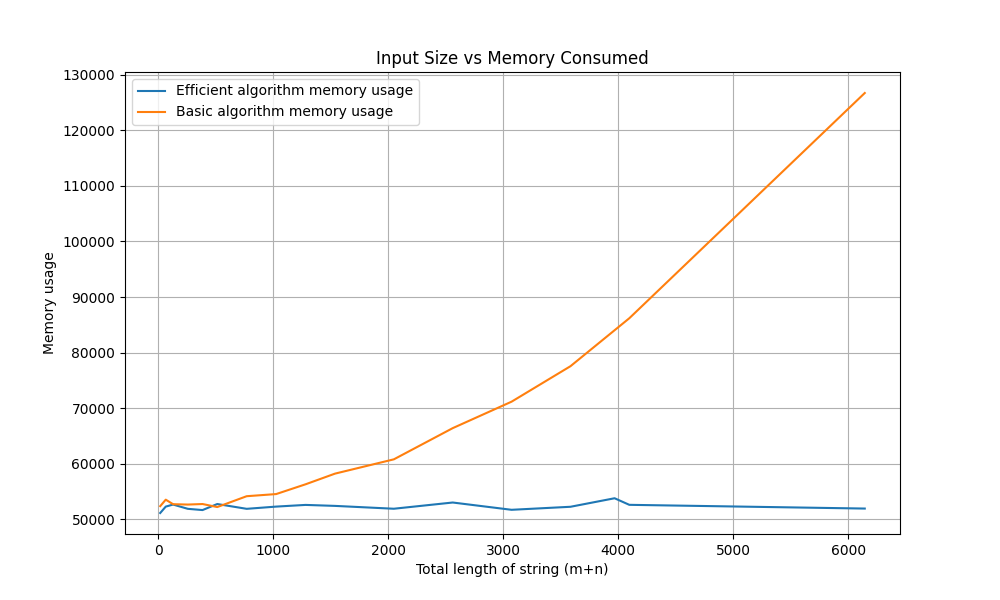 Input Size vs Memory Consumed
Efficient algorithm memory usage
Basic algorithm memory usage
130000
120000
110000
100000
90000
80000
70000
60000
50000
Memory usage
0 1000 2000 3000 4000 5000 6000
Total length of string (m+n)